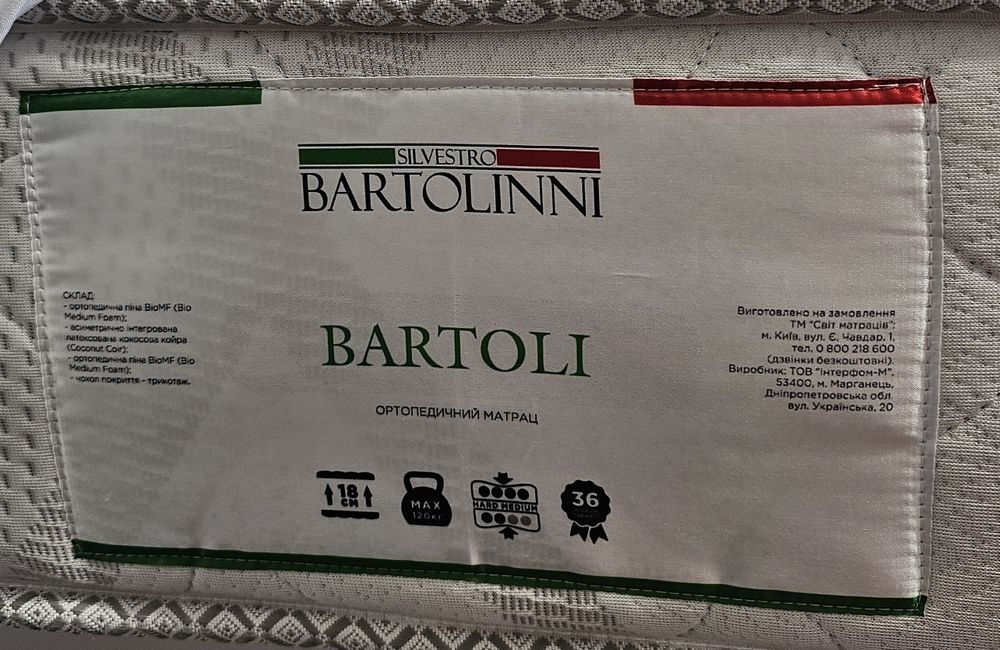 SILVESTRO
BARTOLINNI
СКЛАД:
- ортопедична піна BioMF (Bio
Medium Foam);
- асиметрично інтегрована
латексована кокосова койра
(Coconut Coir);
- ортопедична піна BioMF (Bio
Medium Foam);
- чохол покриття - трикотаж.
BARTOLI
ОРТОПЕДИЧНИЙ МАТРАЦ
Виготовлено на замовлення
ТМ "Світ матраців";
м. Київ, вул. Є. Чавдар, 1,
тел. 0 800 218 600
(дзвінки безкоштовні).
Виробник: ТОВ "Інтерфом-М",
53400, м. Марганець,
Дніпропетровська обл.
вул. Українська, 20
18
СМ
MAX
120кг
HARD MEDIUM
36